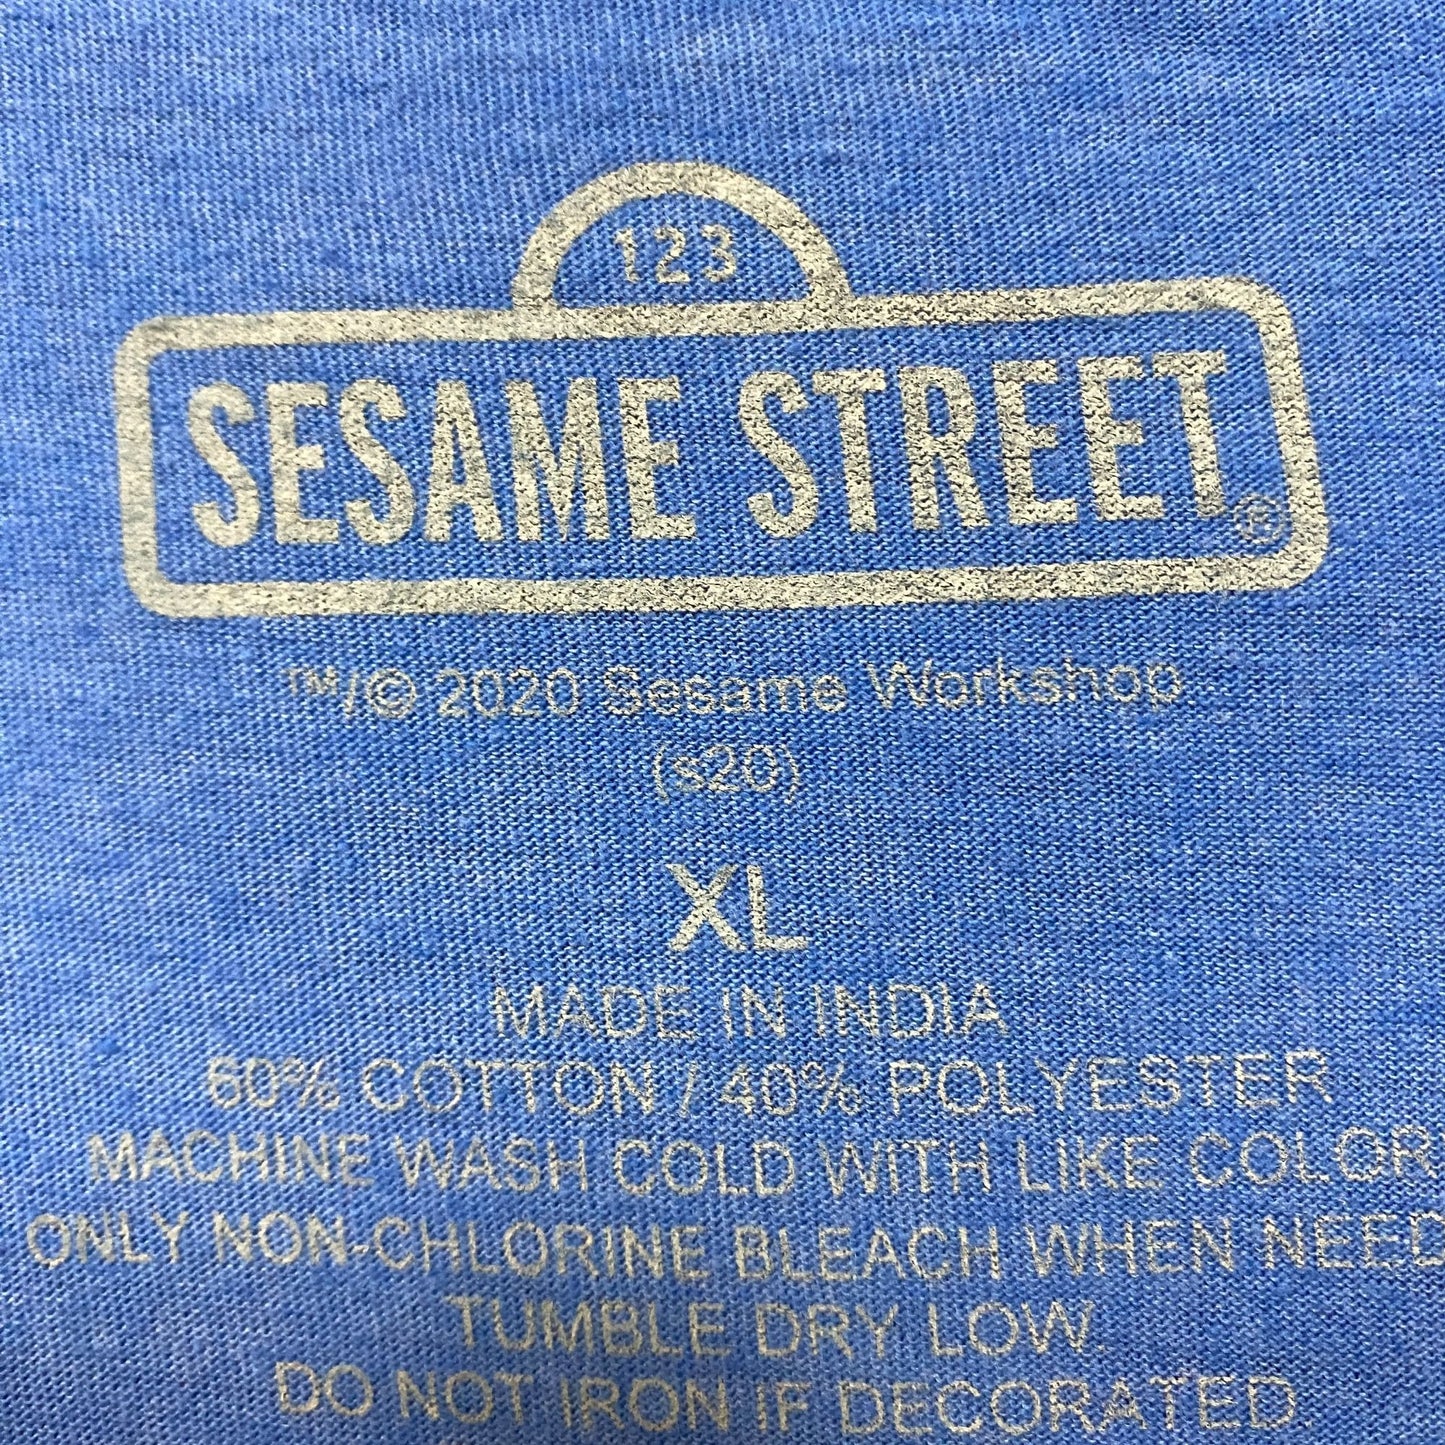 123
SESAME STREET®
™/© 2020 Sesame Workshop
(s20)
XL
MADE IN INDIA
60% COTTON / 40% POLYESTER
MACHINE WASH COLD WITH LIKE COLOR
ONLY NON-CHLORINE BLEACH WHEN NEED
TUMBLE DRY LOW.
DO NOT IRON IF DECORATED.